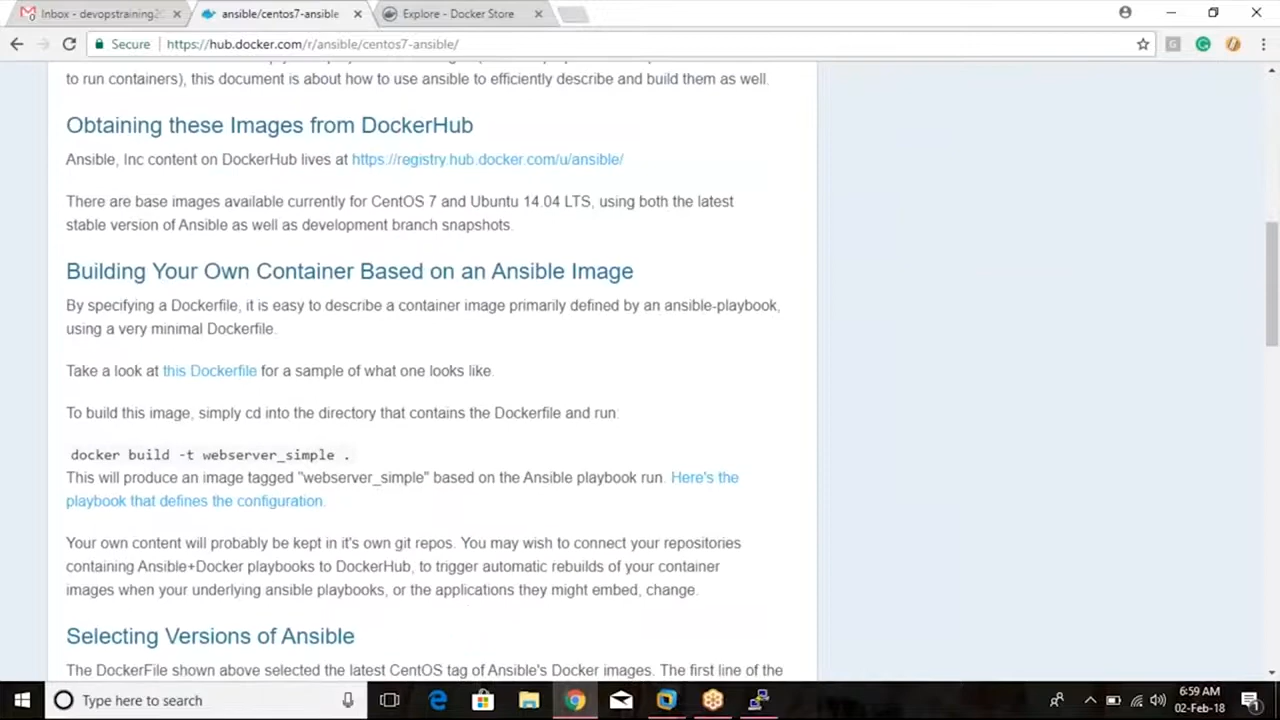 Inbox - devopstraining2
ansible/centos7-ansible
Explore - Docker Store
Secure
https://hub.docker.com/r/ansible/centos7-ansible/
to run containers), this document is about how to use ansible to efficiently describe and build them as well.
Obtaining these Images from DockerHub
Ansible, Inc content on DockerHub lives at https://registry.hub.docker.com/u/ansible/
There are base images available currently for CentOS 7 and Ubuntu 14.04 LTS, using both the latest
stable version of Ansible as well as development branch snapshots.
Building Your Own Container Based on an Ansible Image
By specifying a Dockerfile, it is easy to describe a container image primarily defined by an ansible-playbook,
using a very minimal Dockerfile.
Take a look at this Dockerfile for a sample of what one looks like.
To build this image, simply cd into the directory that contains the Dockerfile and run:
docker build -t webserver_simple .
This will produce an image tagged "webserver_simple" based on the Ansible playbook run. Here's the
playbook that defines the configuration.
Your own content will probably be kept in it's own git repos. You may wish to connect your repositories
containing Ansible+Docker playbooks to DockerHub, to trigger automatic rebuilds of your container
images when your underlying ansible playbooks, or the applications they might embed, change.
Selecting Versions of Ansible
The DockerFile shown above selected the latest CentOS tag of Ansible's Docker images. The first line of the
Type here to search
6:59 AM
02-Feb-18